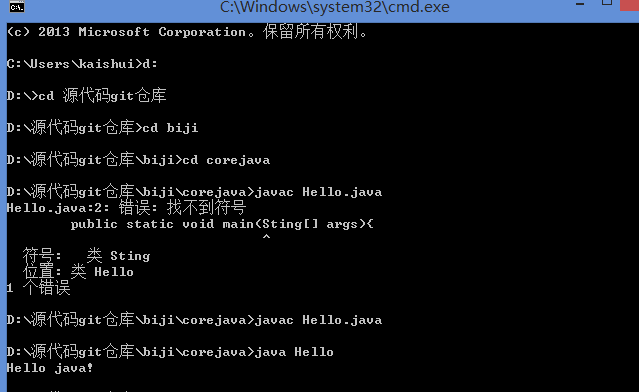 C:\Windows\system32\cmd.exe
(c) 2013 Microsoft Corporation。保留所有权利。
C:\Users\kaishui>d:
D:\>cd 源代码git仓库
D:\源代码git仓库>cd biji
D:\源代码git仓库\biji>cd corejava
D:\源代码git仓库\biji\corejava>javac Hello.java
Hello.java:2: 错误: 找不到符号
public static void main(Sting[] args){
^
符号:   类 Sting
位置: 类 Hello
1 个错误
D:\源代码git仓库\biji\corejava>javac Hello.java
D:\源代码git仓库\biji\corejava>java Hello
Hello java!